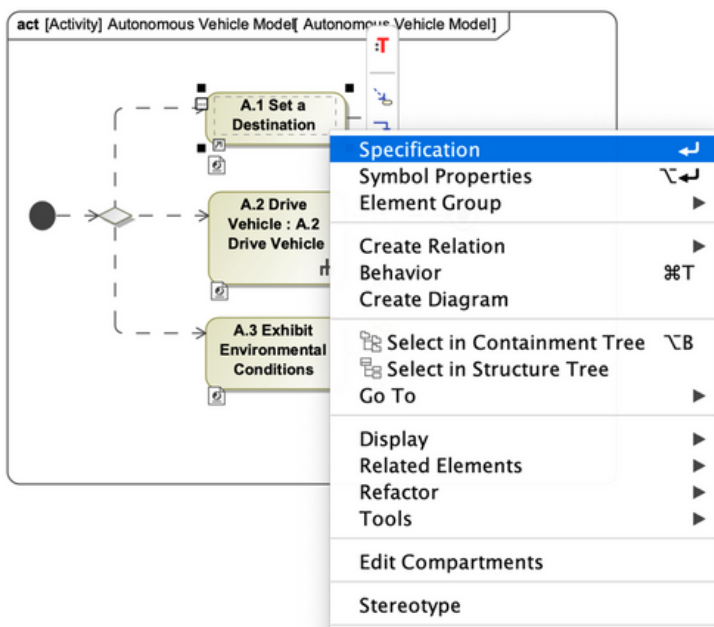 act [Activity] Autonomous Vehicle Model[ Autonomous Vehicle Model]
:T
A.1 Set a
Destination
A.2 Drive
Vehicle : A.2
Drive Vehicle
A.3 Exhibit
Environmental
Conditions
Specification
Symbol Properties ⌥↩
Element Group
Create Relation
Behavior ⌘T
Create Diagram
Select in Containment Tree ⌥B
Select in Structure Tree
Go To
Display
Related Elements
Refactor
Tools
Edit Compartments
Stereotype